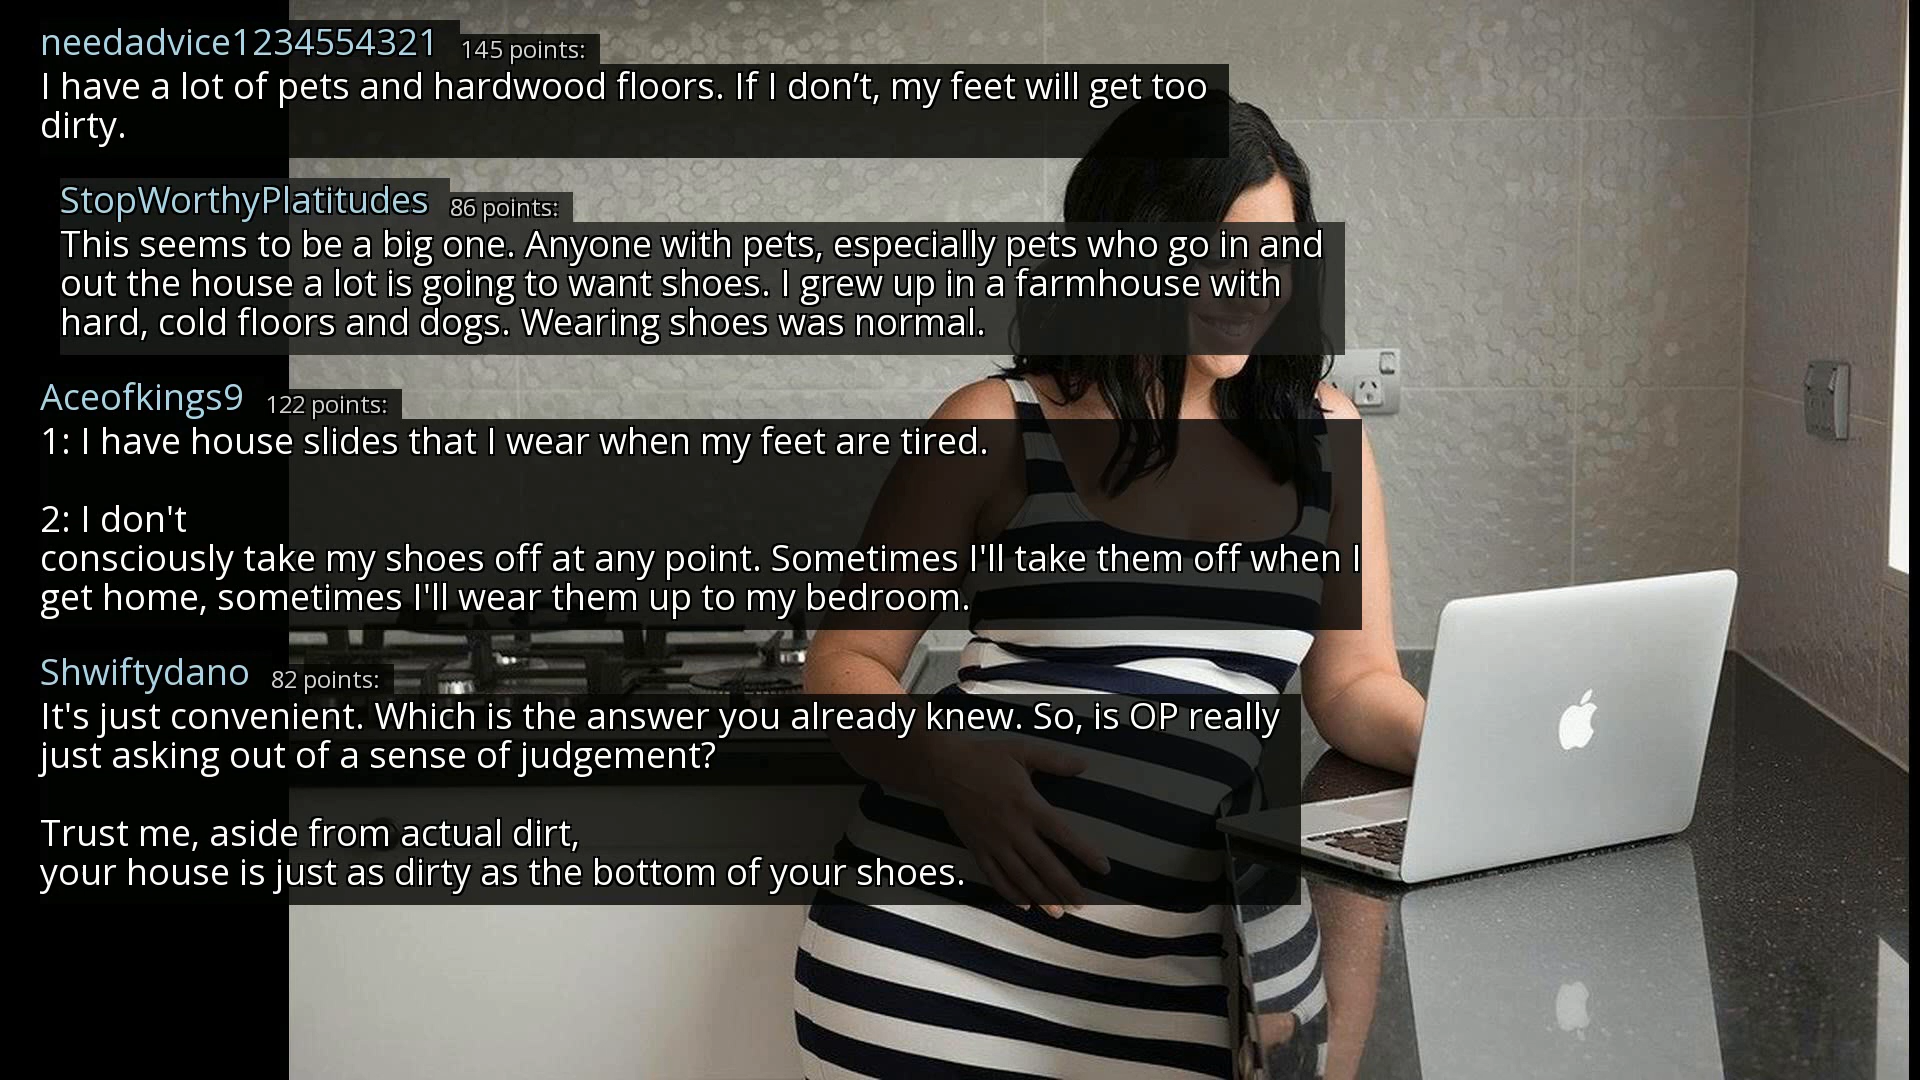 needadvice1234554321 145 points:
I have a lot of pets and hardwood floors. If I don’t, my feet will get too
dirty.
StopWorthyPlatitudes 86 points:
This seems to be a big one. Anyone with pets, especially pets who go in and
out the house a lot is going to want shoes. I grew up in a farmhouse with
hard, cold floors and dogs. Wearing shoes was normal.
Aceofkings9 122 points:
1: I have house slides that I wear when my feet are tired.
2: I don't
consciously take my shoes off at any point. Sometimes I'll take them off when I
get home, sometimes I'll wear them up to my bedroom.
Shwiftydano 82 points:
It's just convenient. Which is the answer you already knew. So, is OP really
just asking out of a sense of judgement?
Trust me, aside from actual dirt,
your house is just as dirty as the bottom of your shoes.